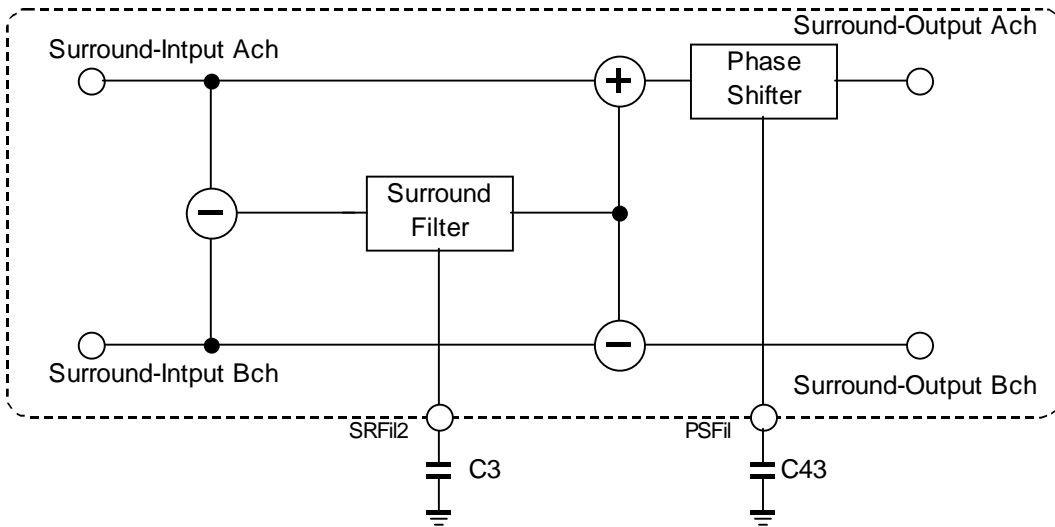 Surround-Output Ach
Surround-Intput Ach
Phase
Shifter
+
−
Surround
Filter
−
Surround-Intput Bch
Surround-Output Bch
SRFil2
PSFil
C3
C43